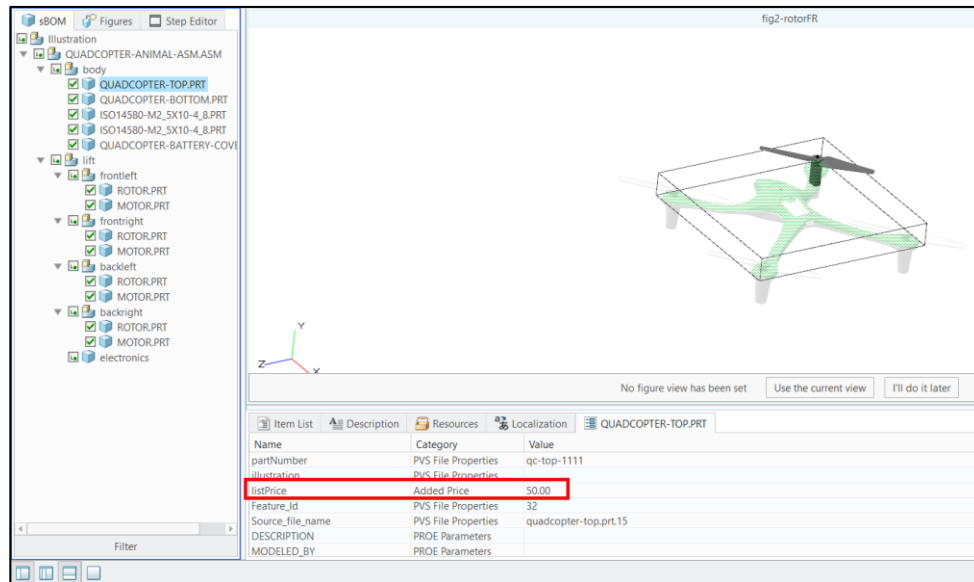 sBOM Figures Step Editor
Illustration
QUADCOPTER-ANIMAL-ASM.ASM
body
QUADCOPTER-TOP.PRT
QUADCOPTER-BOTTOM.PRT
ISO14580-M2_5X10-4_8.PRT
ISO14580-M2_5X10-4_8.PRT
QUADCOPTER-BATTERY-COVE
lift
frontleft
ROTOR.PRT
MOTOR.PRT
frontright
ROTOR.PRT
MOTOR.PRT
backleft
ROTOR.PRT
MOTOR.PRT
backright
ROTOR.PRT
MOTOR.PRT
electronics
Filter
fig2-rotorFR
Y
Z
X
No figure view has been set Use the current view I'll do it later
Item List Description Resources Localization QUADCOPTER-TOP.PRT
Name Category Value
partNumber PVS File Properties qc-top-1111
illustration PVS File Properties
listPrice Added Price 50.00
Feature_Id PVS File Properties 32
Source_file_name PVS File Properties quadcopter-top.prt.15
DESCRIPTION PROE Parameters
MODELED_BY PROE Parameters